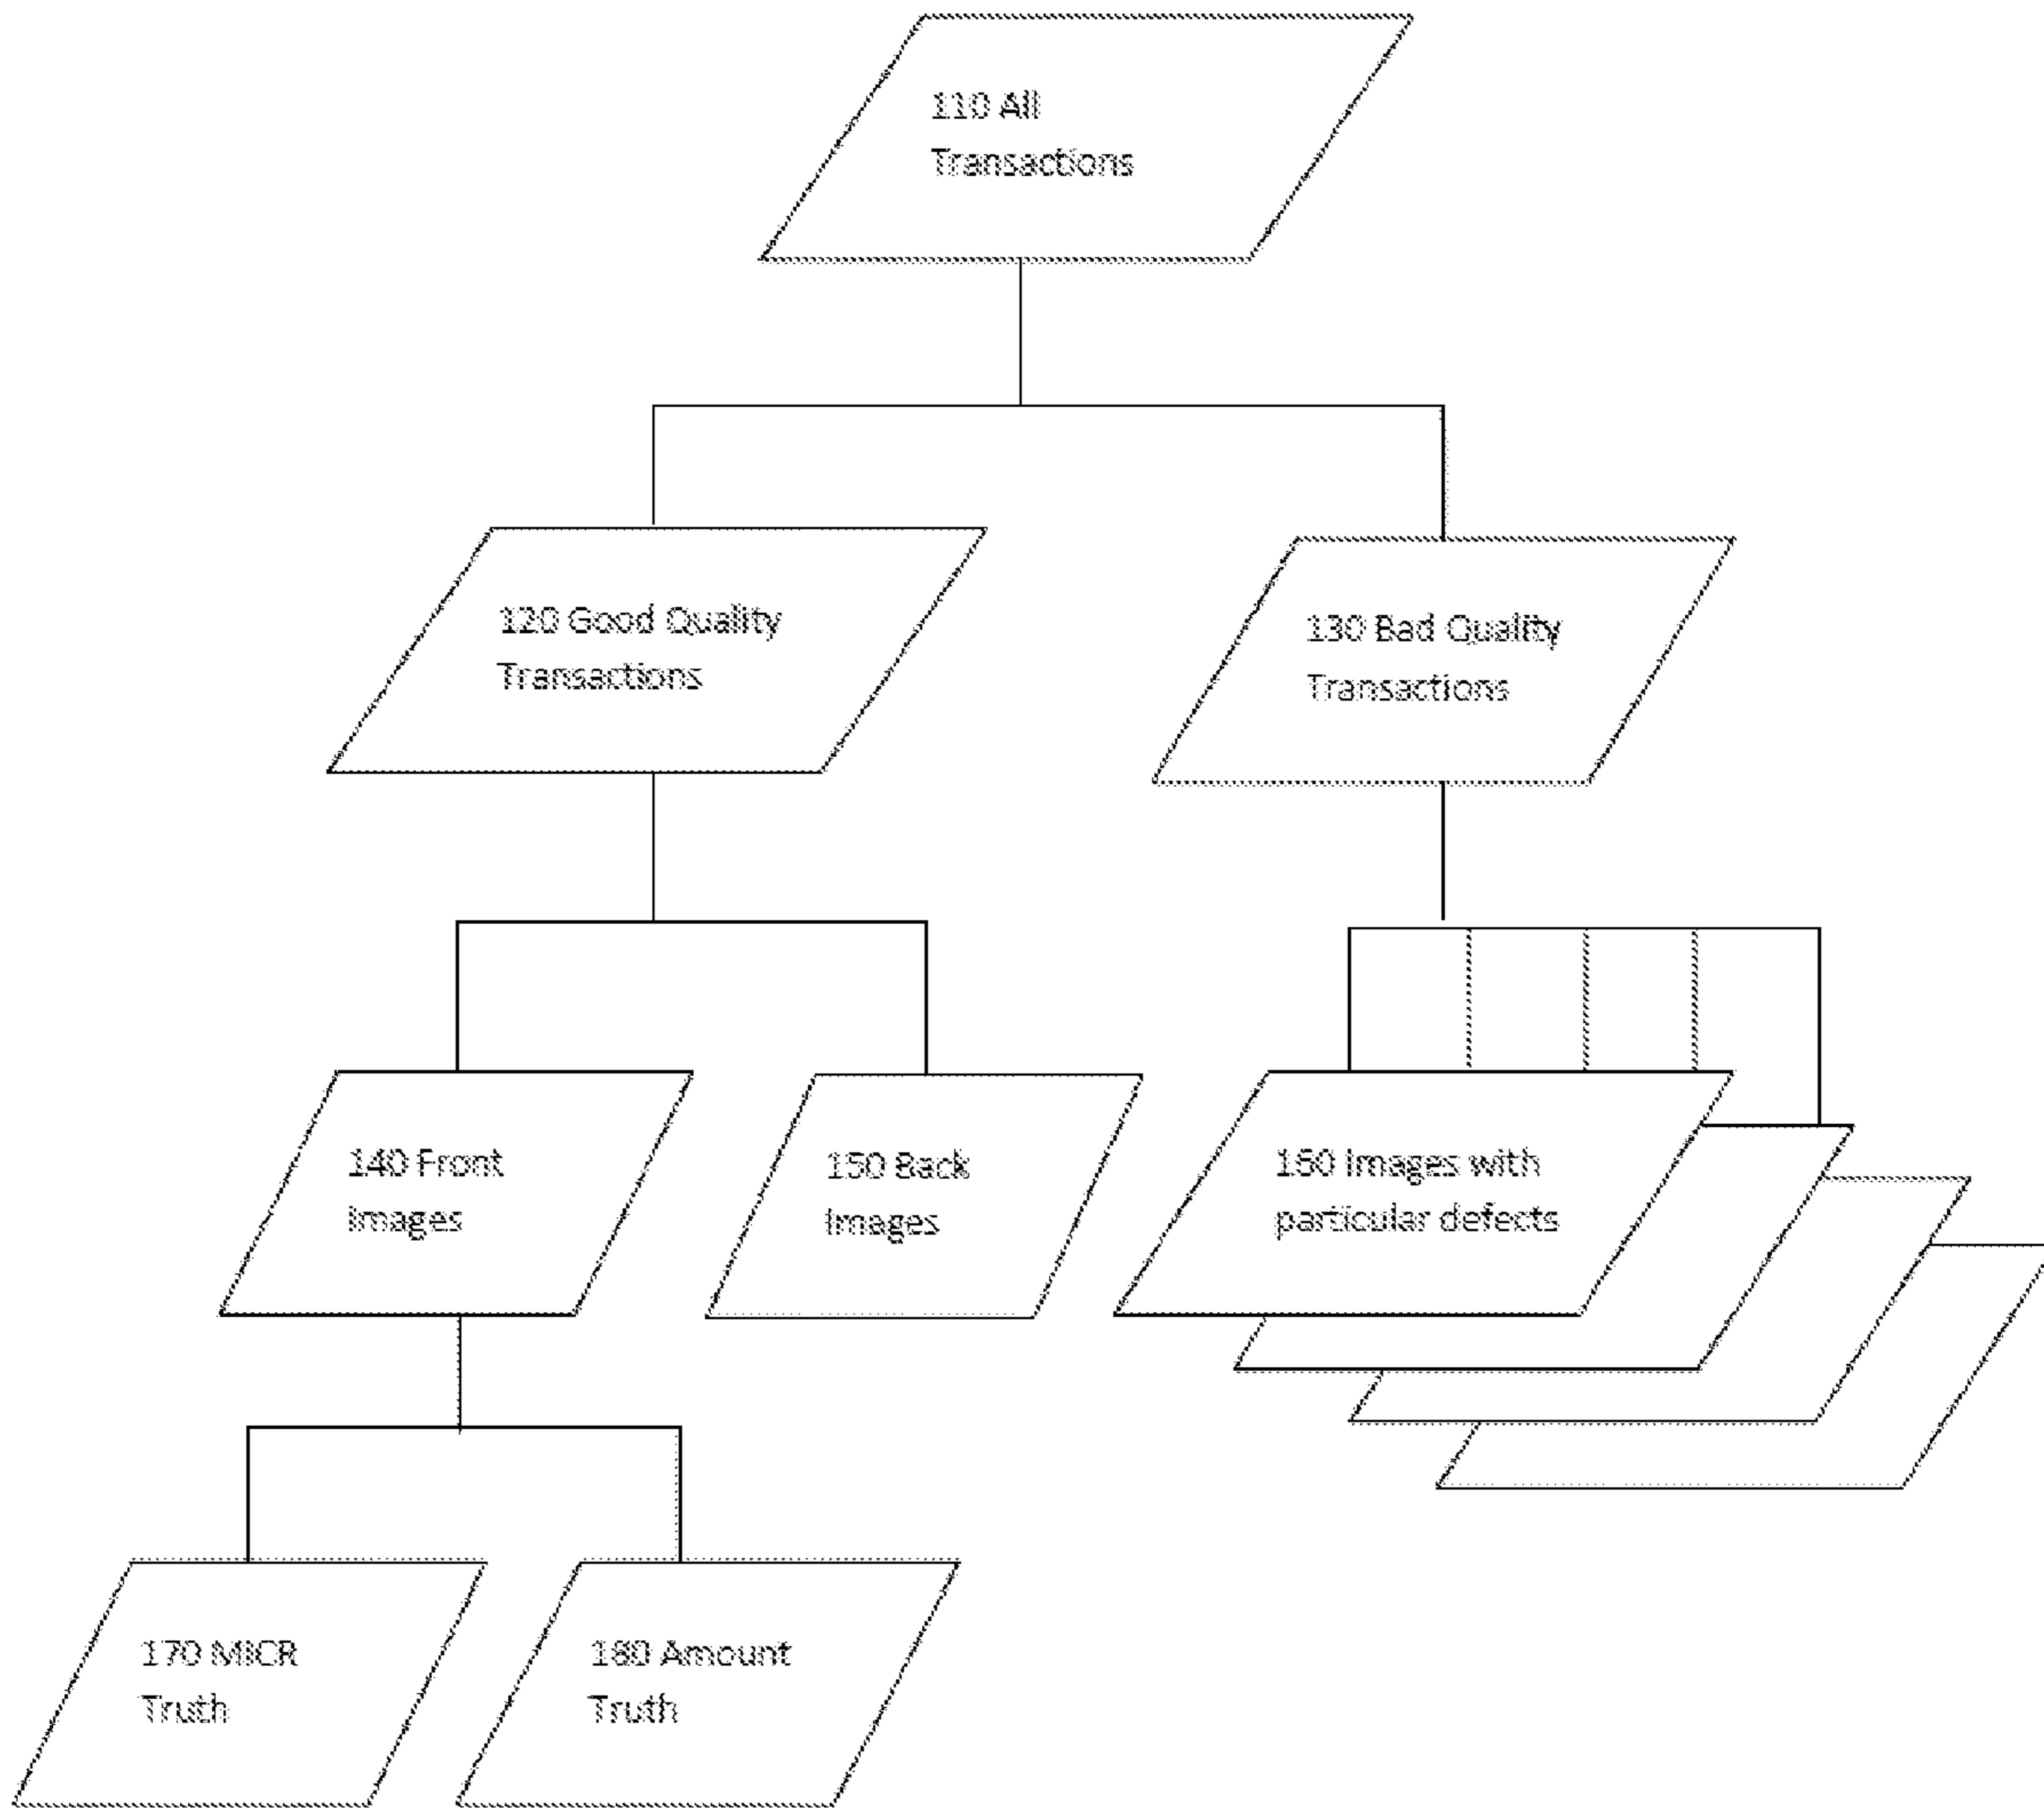 110 All
Transactions
120 Good Quality
Transactions
130 Bad Quality
Transactions
140 Front
Images
150 Back
Images
160 Images with
particular defects
170 MICR
Truth
180 Amount
Truth